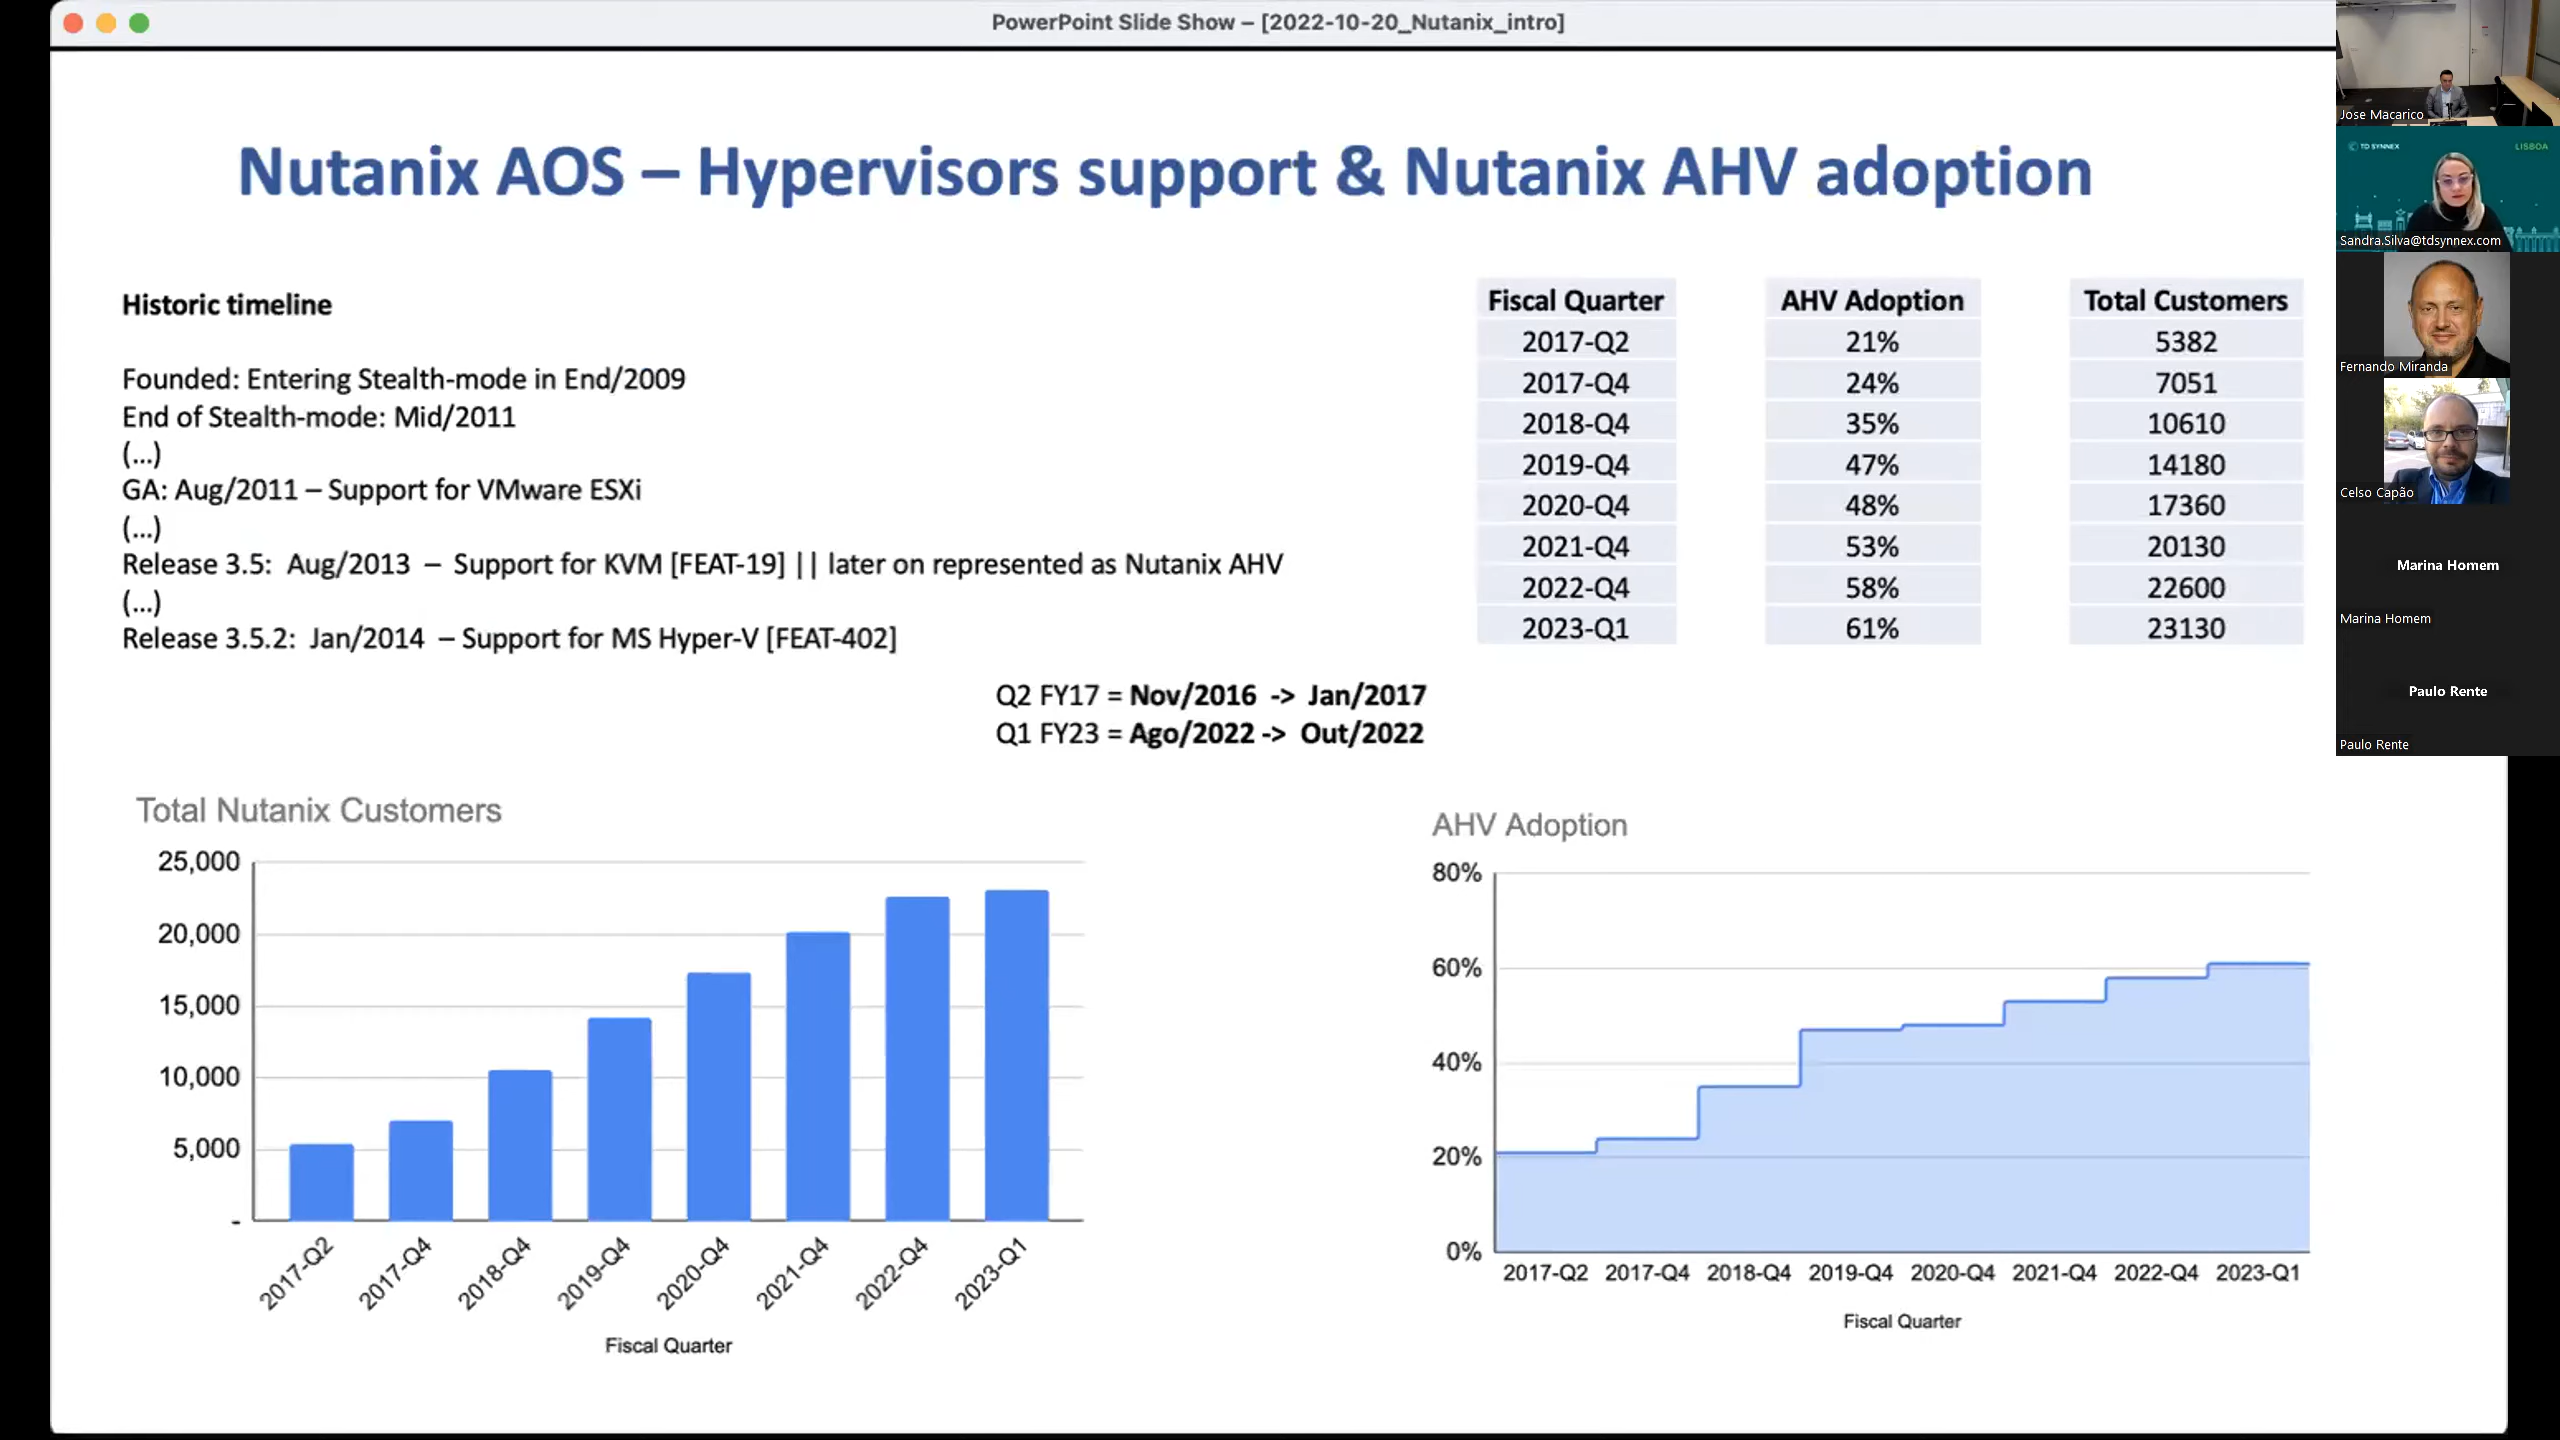 PowerPoint Slide Show – [2022-10-20_Nutanix_intro]
Nutanix AOS – Hypervisors support & Nutanix AHV adoption
Historic timeline
Founded: Entering Stealth-mode in End/2009
End of Stealth-mode: Mid/2011
(...)
GA: Aug/2011 – Support for VMware ESXi
(...)
Release 3.5: Aug/2013 – Support for KVM [FEAT-19] || later on represented as Nutanix AHV
(...)
Release 3.5.2: Jan/2014 – Support for MS Hyper-V [FEAT-402]
Fiscal Quarter AHV Adoption Total Customers
2017-Q2 21% 5382
2017-Q4 24% 7051
2018-Q4 35% 10610
2019-Q4 47% 14180
2020-Q4 48% 17360
2021-Q4 53% 20130
2022-Q4 58% 22600
2023-Q1 61% 23130
Q2 FY17 = Nov/2016 -> Jan/2017
Q1 FY23 = Ago/2022 -> Out/2022
Total Nutanix Customers
25,000
20,000
15,000
10,000
5,000
-
2017-Q2 2017-Q4 2018-Q4 2019-Q4 2020-Q4 2021-Q4 2022-Q4 2023-Q1
Fiscal Quarter
AHV Adoption
80%
60%
40%
20%
0%
2017-Q2 2017-Q4 2018-Q4 2019-Q4 2020-Q4 2021-Q4 2022-Q4 2023-Q1
Fiscal Quarter
Jose Macarico
TD SYNNEX LISBOA
Sandra.Silva@tdsynnex.com
Fernando Miranda
Celso Capão
Marina Homem
Marina Homem
Paulo Rente
Paulo Rente